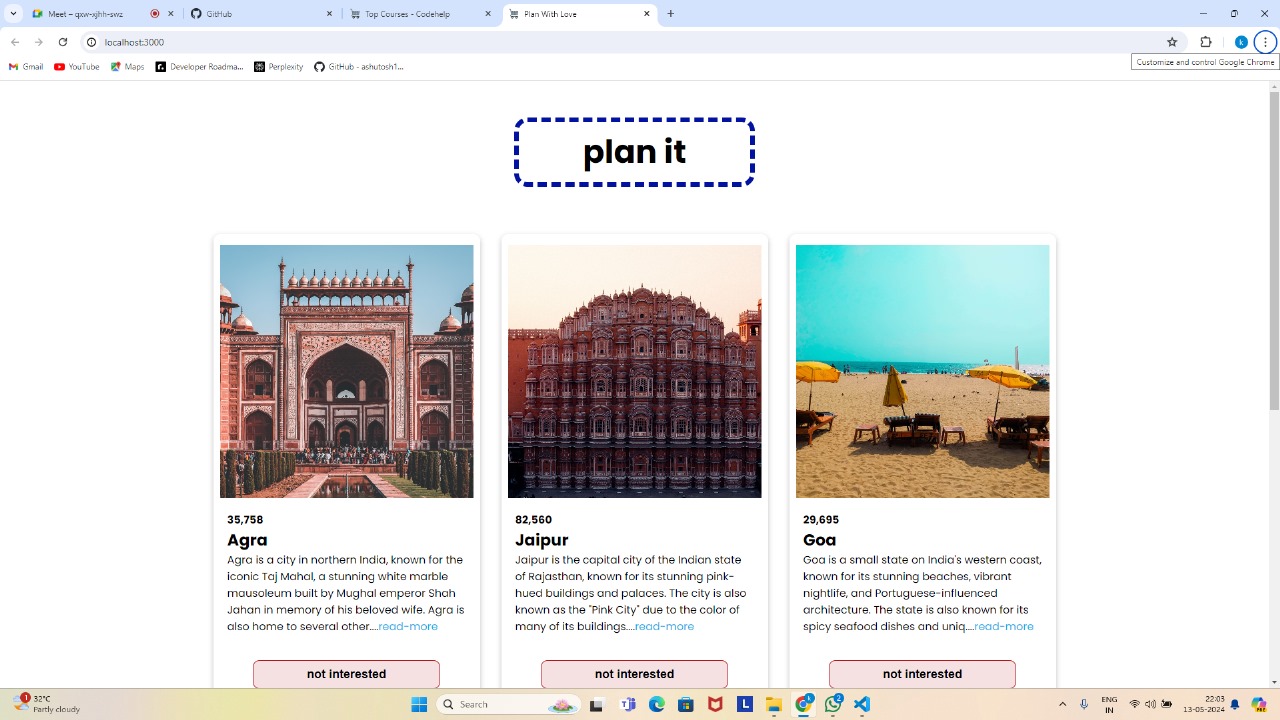 Meet – qxw-xjhh-swz
GitHub
Top Courses - Codehelp
Plan With Love
localhost:3000
k
Gmail
YouTube
Maps
Developer Roadma...
Perplexity
GitHub - ashutosh1...
Customize and control Google Chrome
plan it
35,758
Agra
Agra is a city in northern India, known for the
iconic Taj Mahal, a stunning white marble
mausoleum built by Mughal emperor Shah
Jahan in memory of his beloved wife. Agra is
also home to several other....read-more
not interested
82,560
Jaipur
Jaipur is the capital city of the Indian state
of Rajasthan, known for its stunning pink-
hued buildings and palaces. The city is also
known as the "Pink City" due to the color of
many of its buildings....read-more
not interested
29,695
Goa
Goa is a small state on India's western coast,
known for its stunning beaches, vibrant
nightlife, and Portuguese-influenced
architecture. The state is also known for its
spicy seafood dishes and uniq....read-more
not interested
1
32°C
Partly cloudy
Search
L
k
2
ENG
IN
22:03
13-05-2024